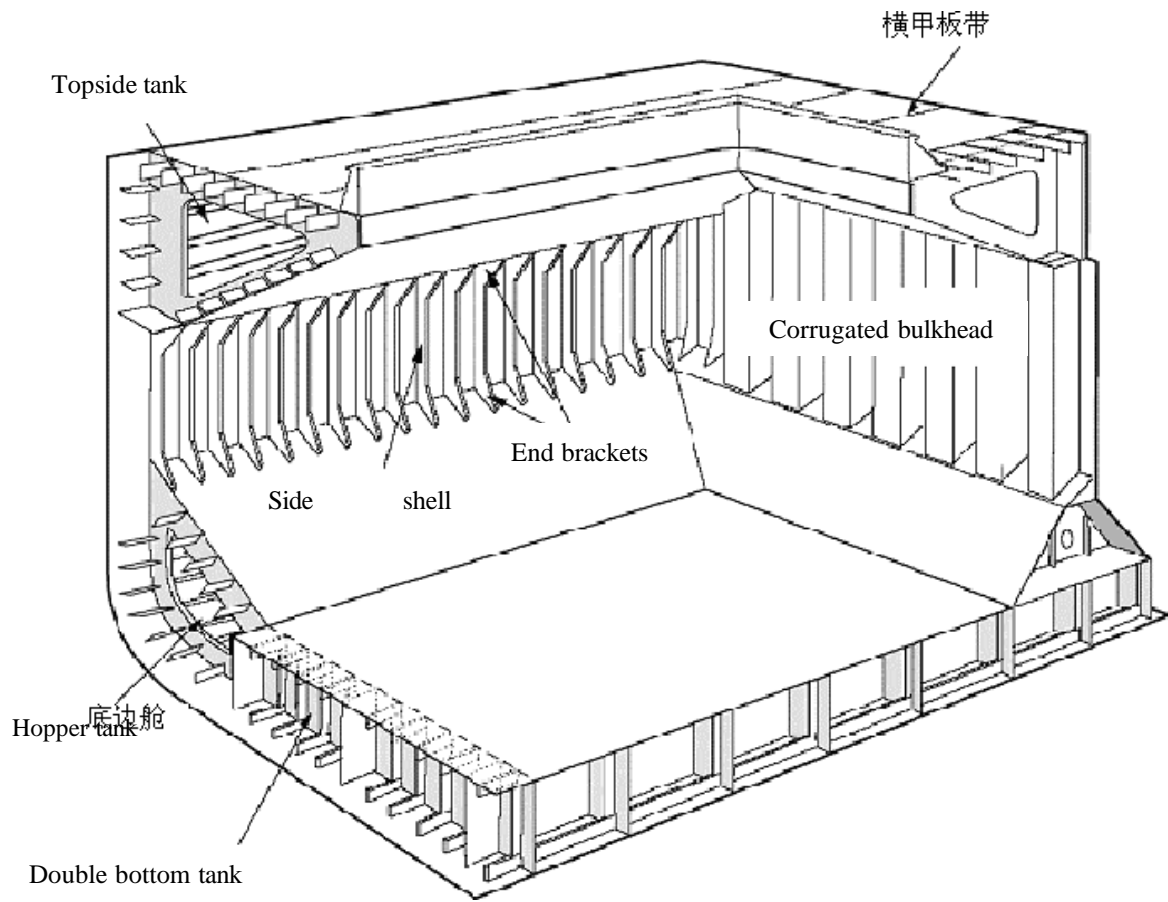 横甲板带
Topside tank
Corrugated bulkhead
End brackets
Side shell
底边舱
Hopper tank
Double bottom tank